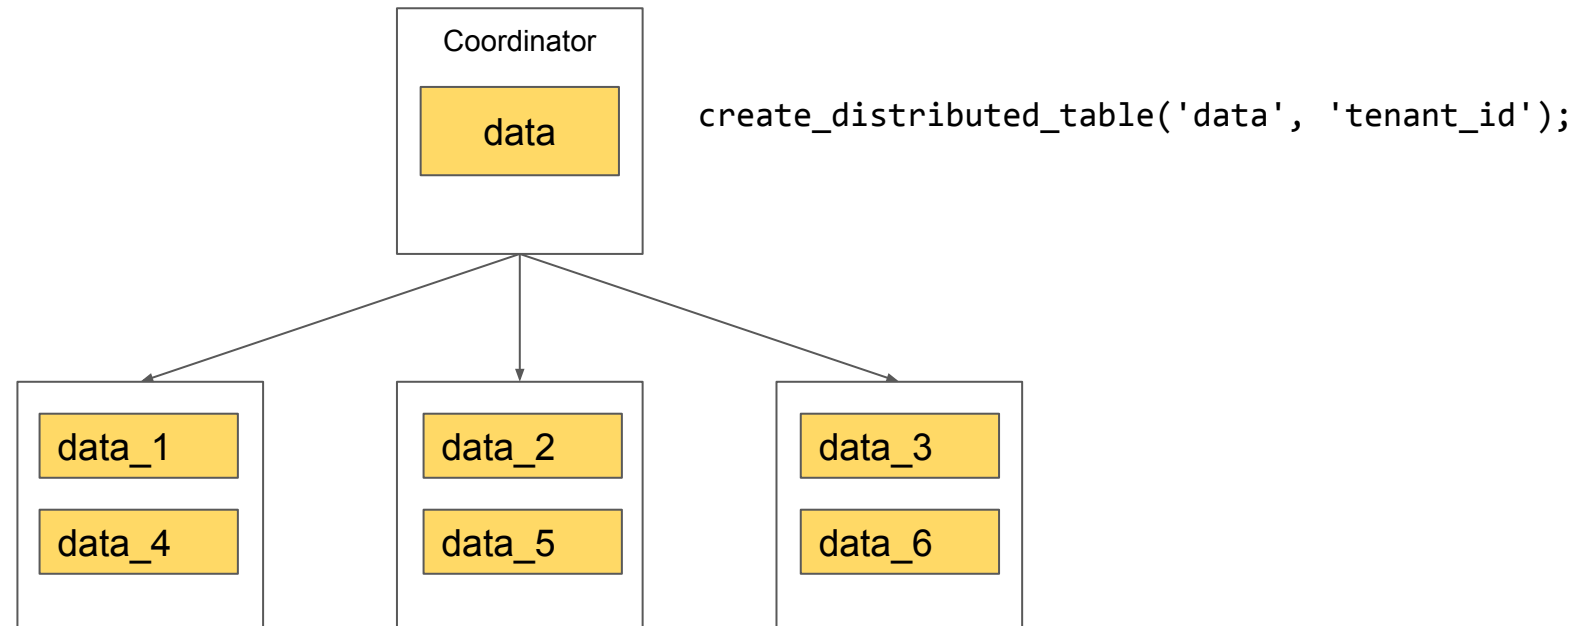 Coordinator
data
create_distributed_table('data', 'tenant_id');
data_1
data_2
data_3
data_4
data_5
data_6